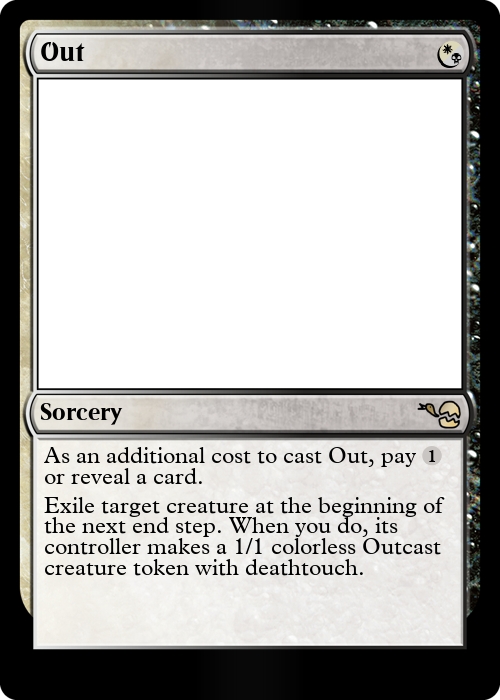 Out
Sorcery
As an additional cost to cast Out, pay 1
or reveal a card.
Exile target creature at the beginning of
the next end step. When you do, its
controller makes a 1/1 colorless Outcast
creature token with deathtouch.